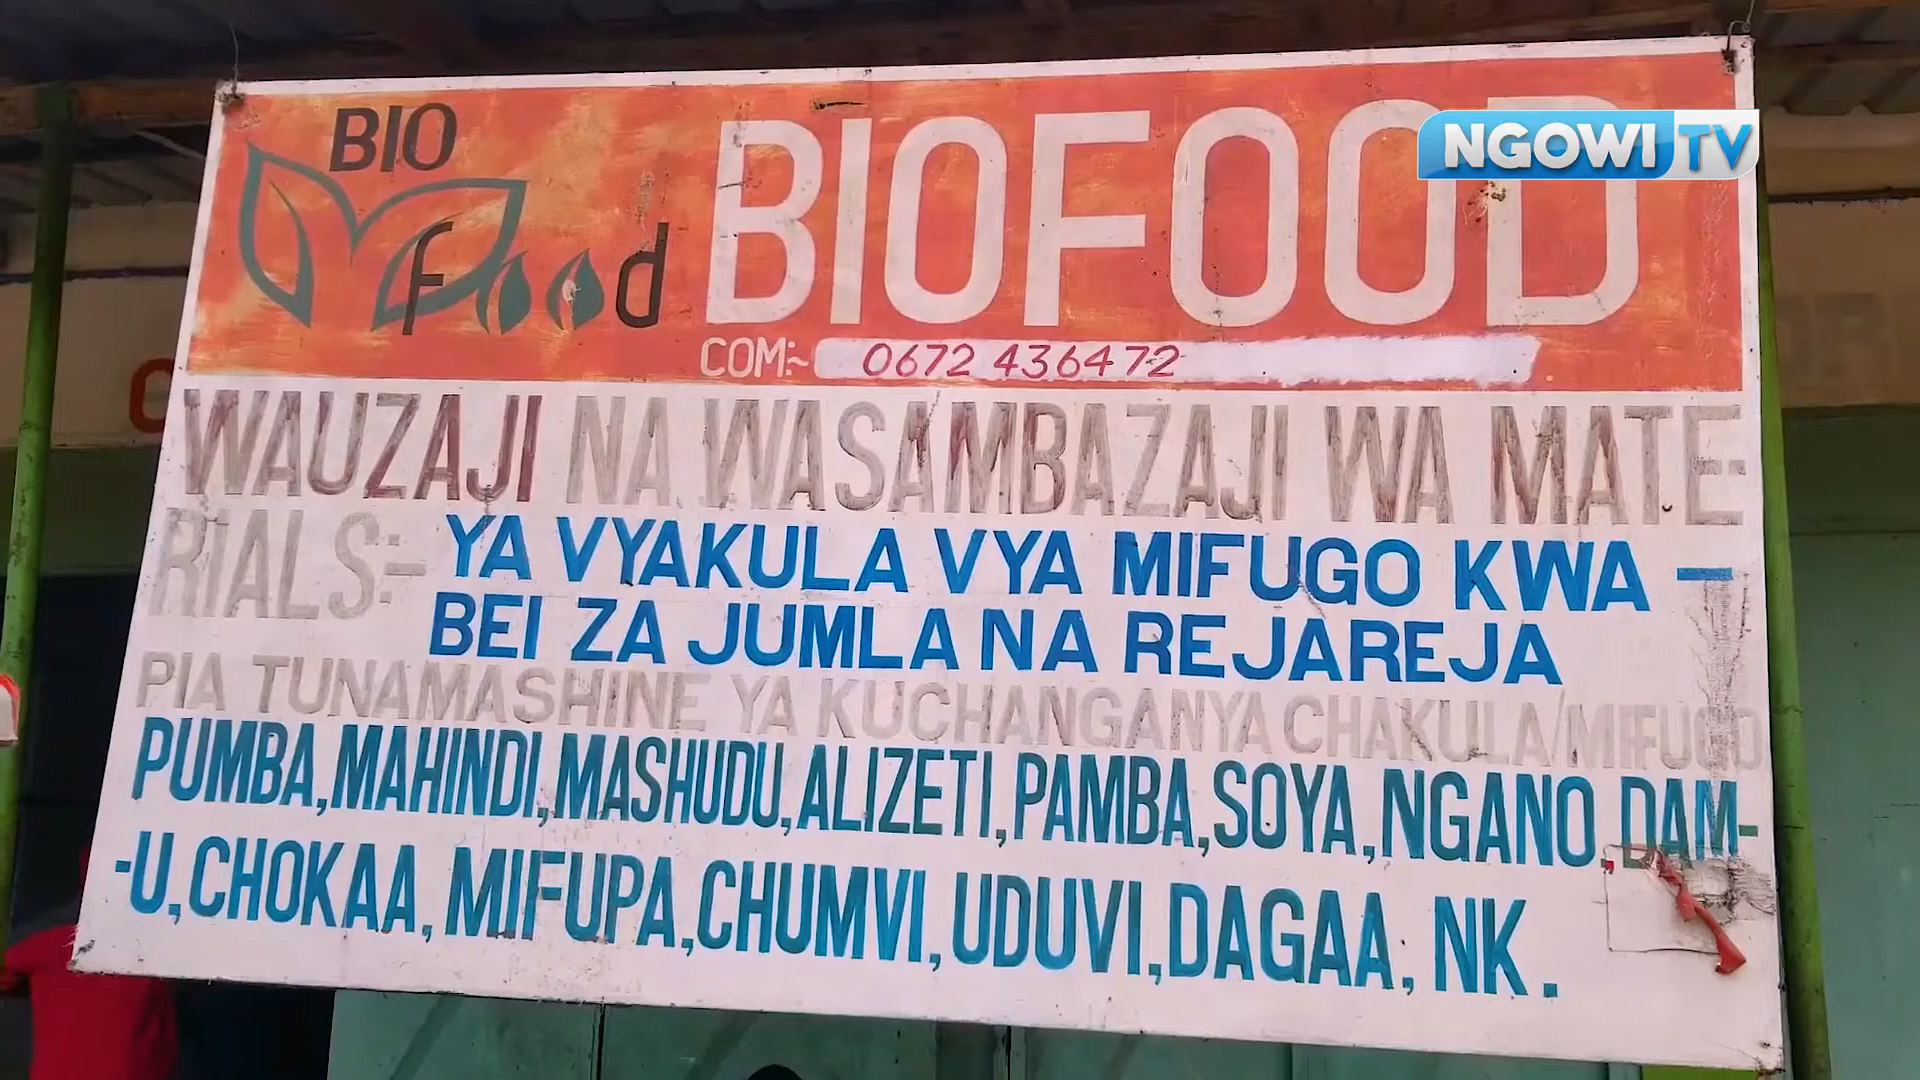 NGOWI TV
BIO
Food
BIOFOOD
COM:~ 0672 436472
WAUZAJI NA WASAMBAZAJI WA MATE-
RIALS:- YA VYAKULA VYA MIFUGO KWA -
BEI ZA JUMLA NA REJAREJA
PIA TUNAMASHINE YA KUCHANGANYA CHAKULA/MIFUGO
PUMBA, MAHINDI, MASHUDU, ALIZETI, PAMBA, SOYA, NGANO, DAM-
-U, CHOKAA, MIFUPA, CHUMVI, UDUVI, DAGAA, NK.